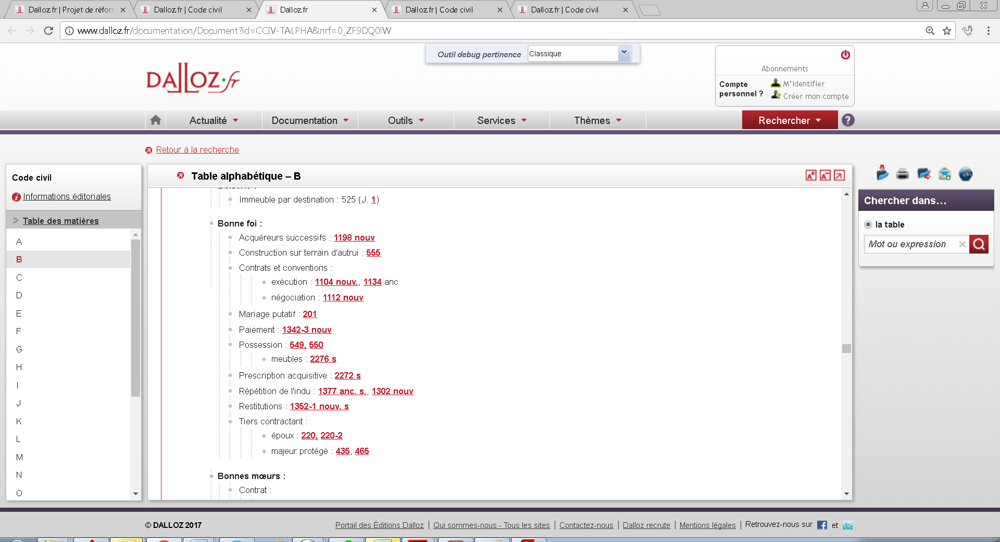 Dalloz.fr | Projet de réforr
Dalloz.fr | Code civil
Dalloz.fr
Dalloz.fr | Code civil
Dalloz.fr | Code civil
www.dalloz.fr/documentation/Document?id=CCIV-TALPHA&nrf=0_ZF9DQ0lW
Outil debug pertinence Classique
DALLOZ.fr
Abonnements
Compte personnel ?
M'identifier
Créer mon compte
Actualité Documentation Outils Services Thèmes Rechercher ?
Retour à la recherche
Code civil
Informations éditoriales
> Table des matières
A
B
C
D
E
F
G
H
I
J
K
L
M
N
O
Table alphabétique – B
Immeuble par destination : 525 (J. 1)
Bonne foi :
Acquéreurs successifs : 1198 nouv
Construction sur terrain d'autrui : 555
Contrats et conventions :
exécution : 1104 nouv., 1134 anc
négociation : 1112 nouv
Mariage putatif : 201
Paiement : 1342-3 nouv
Possession : 549, 550
meubles : 2276 s
Prescription acquisitive : 2272 s
Répétition de l'indu : 1377 anc. s., 1302 nouv
Restitutions : 1352-1 nouv. s
Tiers contractant :
époux : 220, 220-2
majeur protégé : 435, 465
Bonnes mœurs :
Contrat :
A+ A-
Chercher dans...
la table
Mot ou expression
© DALLOZ 2017
Portail des Éditions Dalloz | Qui sommes-nous - Tous les sites | Contactez-nous | Dalloz recrute | Mentions légales | Retrouvez-nous sur f et t